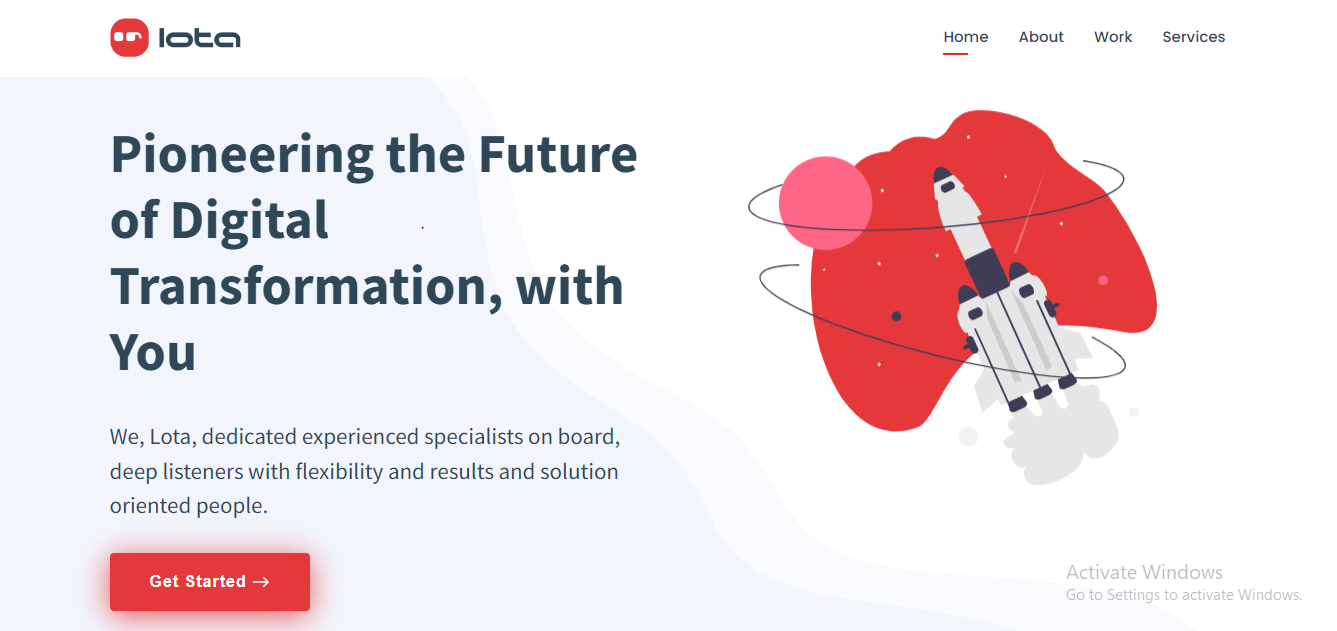 lota
Home About Work Services
Pioneering the Future
of Digital
Transformation, with
You
We, Lota, dedicated experienced specialists on board,
deep listeners with flexibility and results and solution
oriented people.
Get Started →
Activate Windows
Go to Settings to activate Windows.